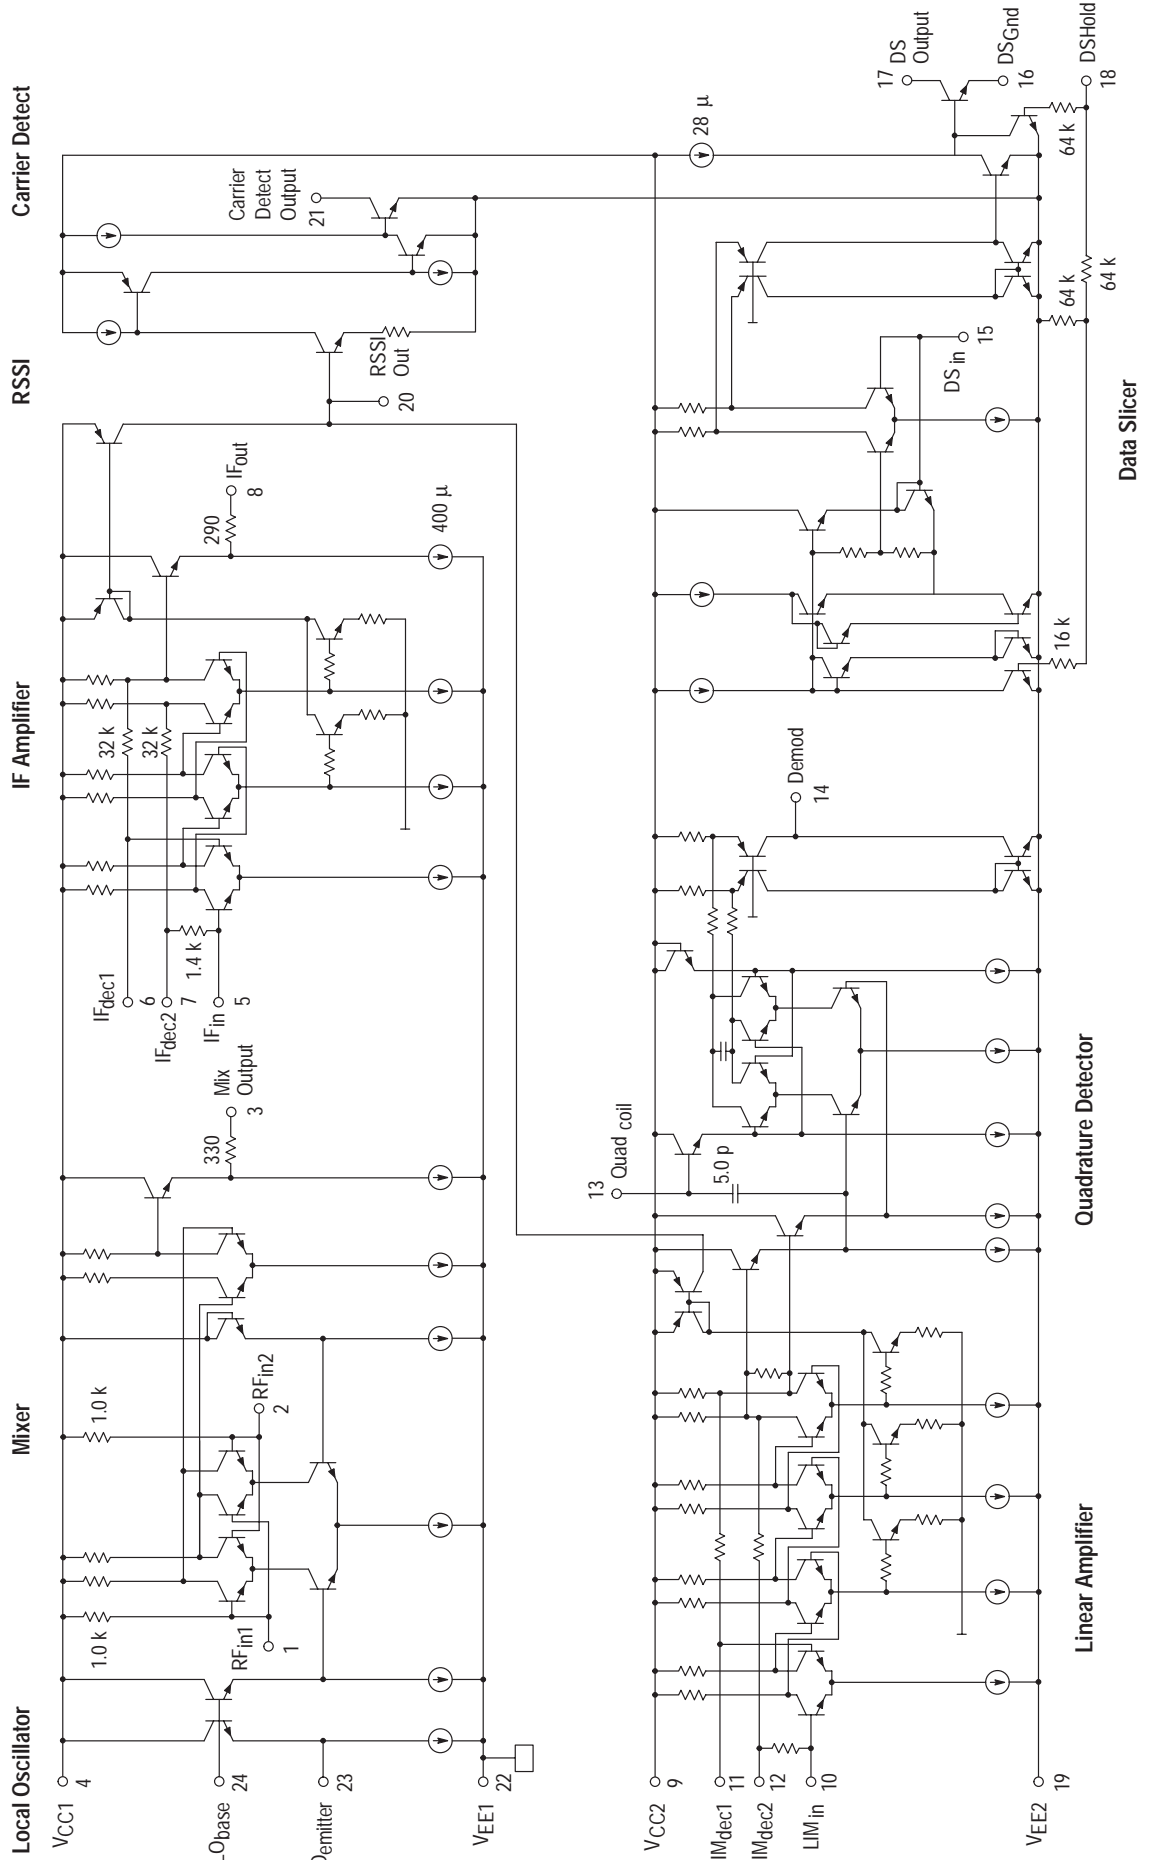 Local Oscillator
Mixer
IF Amplifier
RSSI
Carrier Detect
VCC1
4
LObase
24
Demitter
23
VEE1
22
1.0 k
RFin1
1
1.0 k
RFin2
2
330
Mix
Output
3
IFdec1
6
IFdec2
7
IFin
5
1.4 k
32 k
32 k
290
IFout
8
400 µ
20
RSSI
Out
Carrier
Detect
Output
21
VCC2
9
IMdec1
11
IMdec2
12
LIMin
10
VEE2
19
13
Quad coil
5.0 p
Demod
14
16 k
DS in
15
64 k
64 k
64 k
28 µ
17
DS
Output
DSGnd
16
DSHold
18
Linear Amplifier
Quadrature Detector
Data Slicer